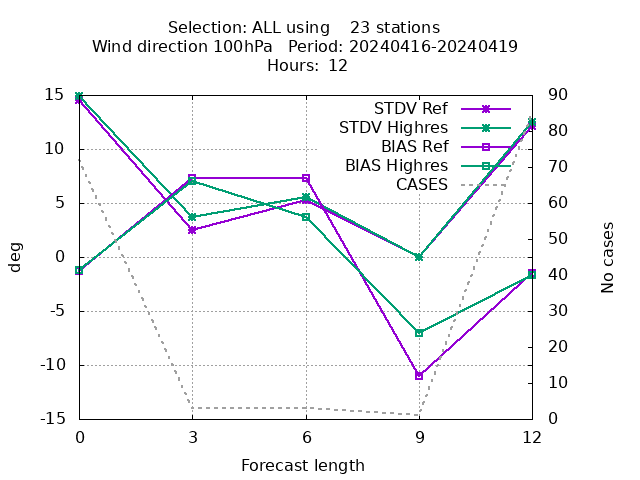 Selection: ALL using    23 stations
Wind direction 100hPa   Period: 20240416-20240419
Hours:  12
STDV Ref
STDV Highres
BIAS Ref
BIAS Highres
CASES
15
10
5
0
-5
-10
-15
90
80
70
60
50
40
30
20
10
0
deg
No cases
0 3 6 9 12
Forecast length